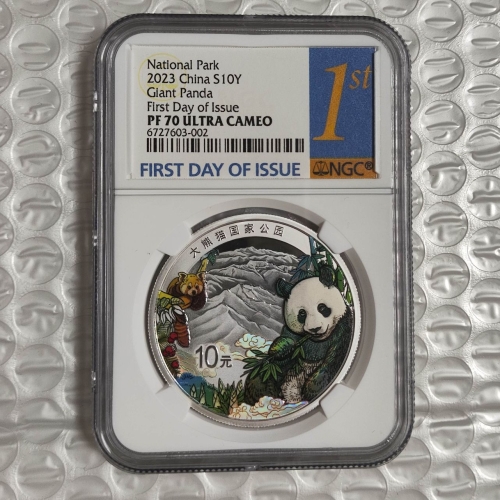 National Park
2023 China S10Y
Giant Panda
First Day of Issue
PF 70 ULTRA CAMEO
6727603-002
FIRST DAY OF ISSUE
1st
NGC®
大熊猫国家公园
10元